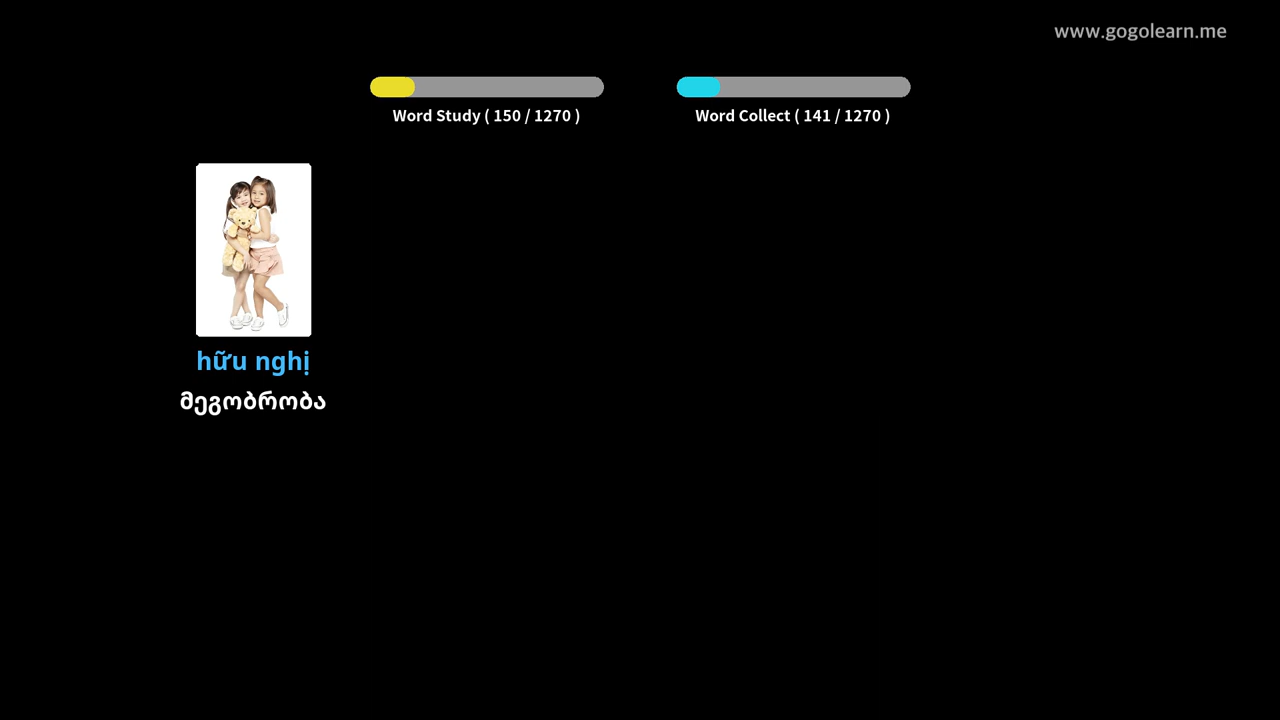 www.gogolearn.me
Word Study ( 150 / 1270 )
Word Collect ( 141 / 1270 )
hữu nghị
მეგობრობა